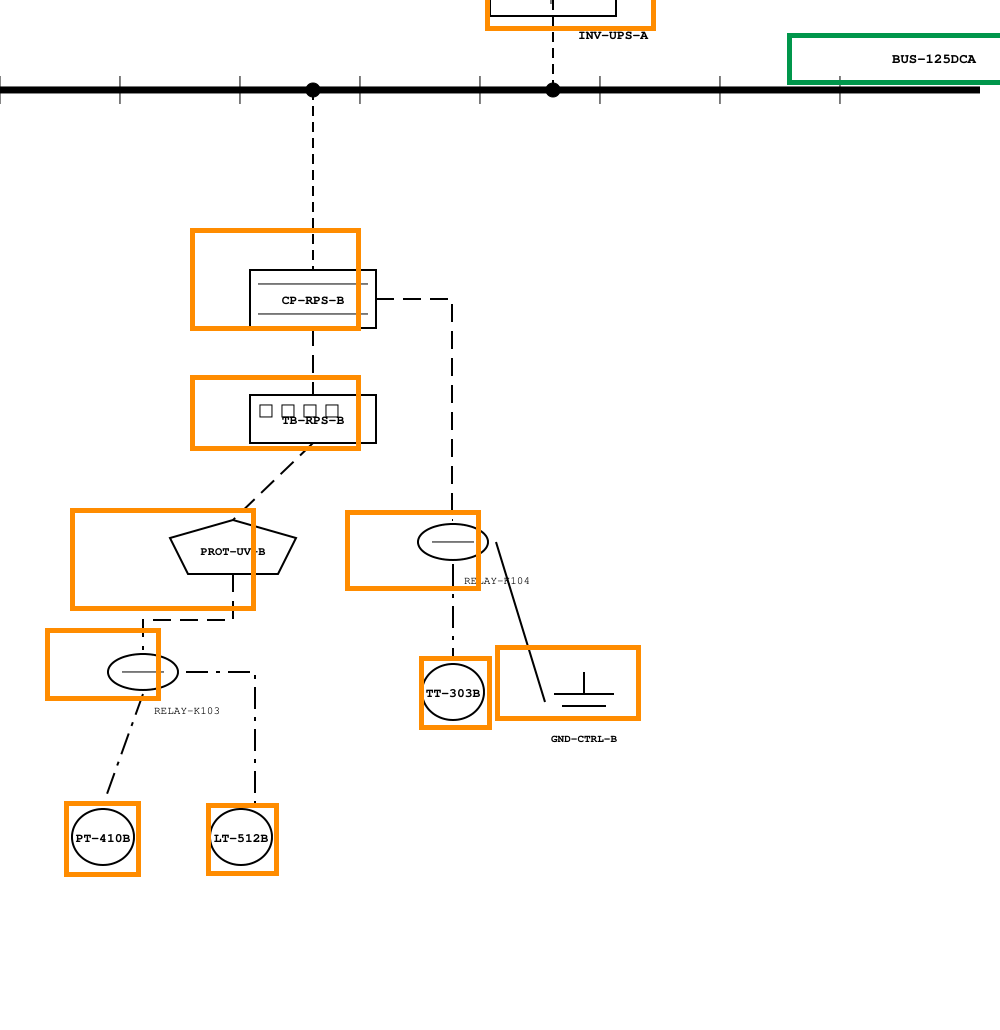 INV-UPS-A
BUS-125DCA
CP-RPS-B
TB-RPS-B
PROT-UV-B
RELAY-K104
TT-303B
RELAY-K103
GND-CTRL-B
PT-410B
LT-512B